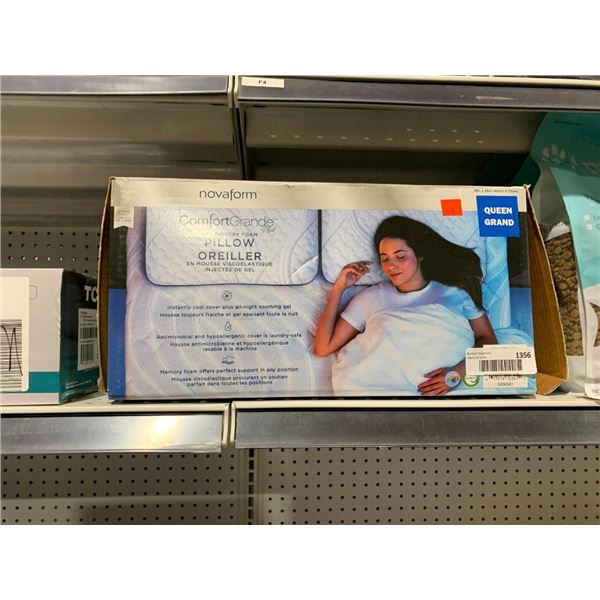 F4
novaform
QUEEN
GRAND
ComfortGrande
MEMORY FOAM
PILLOW
OREILLER
EN MOUSSE VISCOÉLASTIQUE
INJECTÉE DE GEL
Instantly cool cover plus all-night soothing gel
Housse toujours fraîche et gel apaisant toute la nuit
Antimicrobial and hypoallergenic cover is laundry-safe
Housse antimicrobienne et hypoallergénique
lavable à la machine
Memory foam offers perfect support in any position
Mousse viscoélastique procurant un soutien
parfait dans toutes les positions
1356
TC